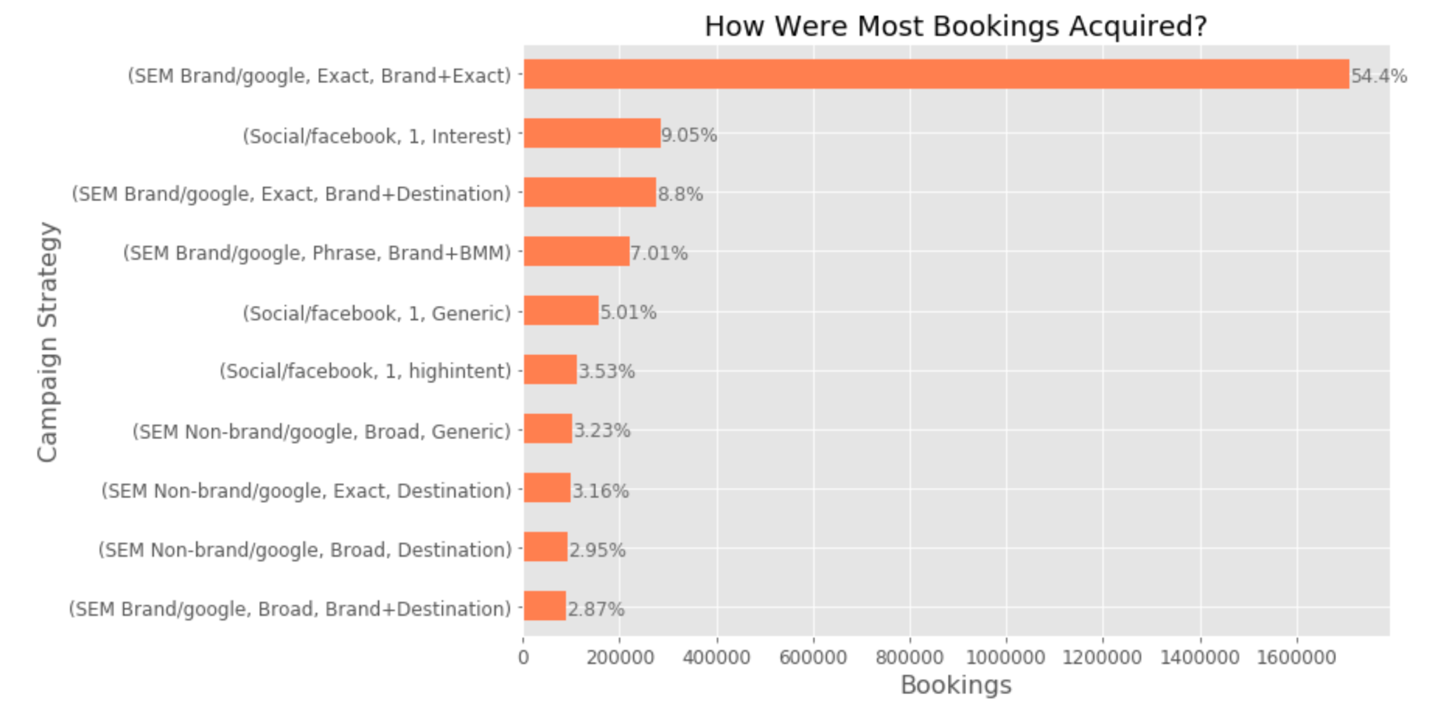 How Were Most Bookings Acquired?
(SEM Brand/google, Exact, Brand+Exact) 54.4%
(Social/facebook, 1, Interest) 9.05%
(SEM Brand/google, Exact, Brand+Destination) 8.8%
(SEM Brand/google, Phrase, Brand+BMM) 7.01%
(Social/facebook, 1, Generic) 5.01%
(Social/facebook, 1, highintent) 3.53%
(SEM Non-brand/google, Broad, Generic) 3.23%
(SEM Non-brand/google, Exact, Destination) 3.16%
(SEM Non-brand/google, Broad, Destination) 2.95%
(SEM Brand/google, Broad, Brand+Destination) 2.87%
Campaign Strategy
0 200000 400000 600000 800000 1000000 1200000 1400000 1600000
Bookings